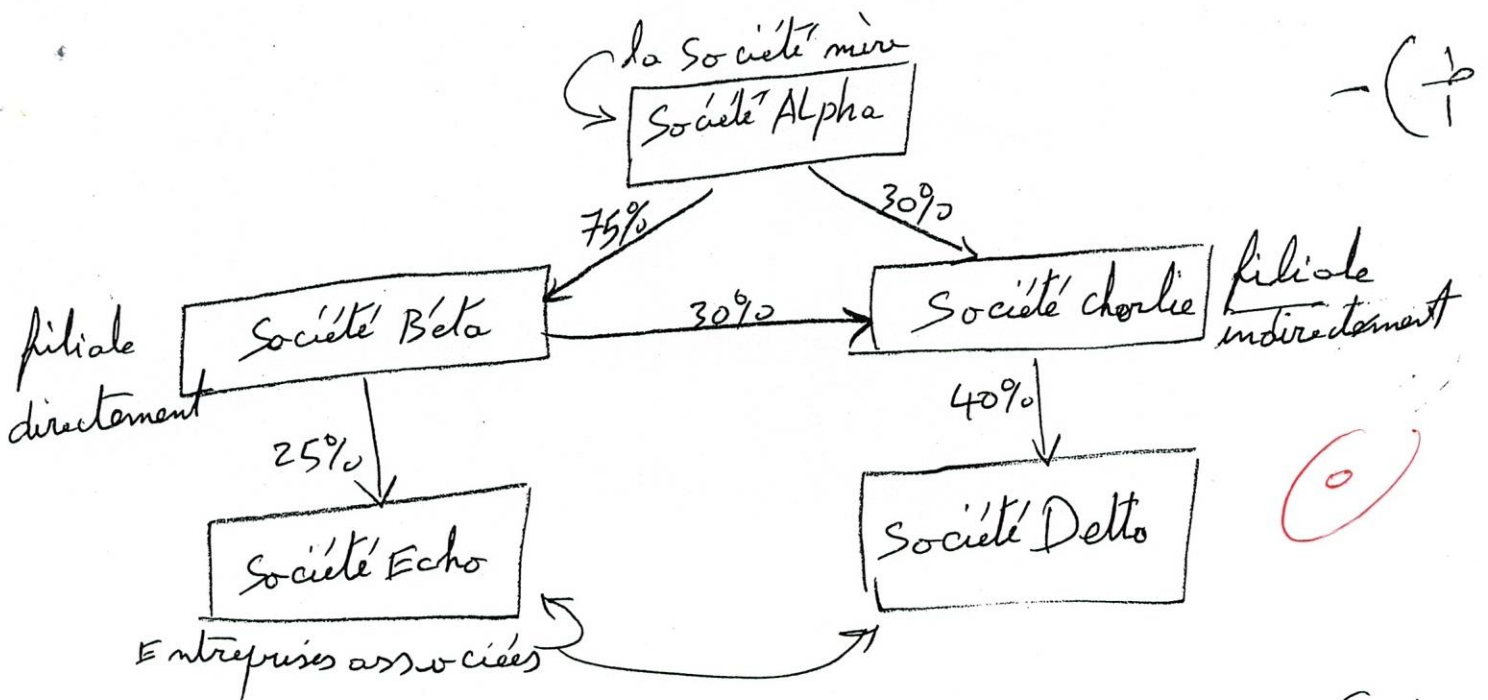 la Société mère
Société ALpha
75%
30%
Société Béta
30%
Société charlie
filiale
directement
filiale
indirectement
25%
40%
Société Echo
Société Delta
Entreprises associées